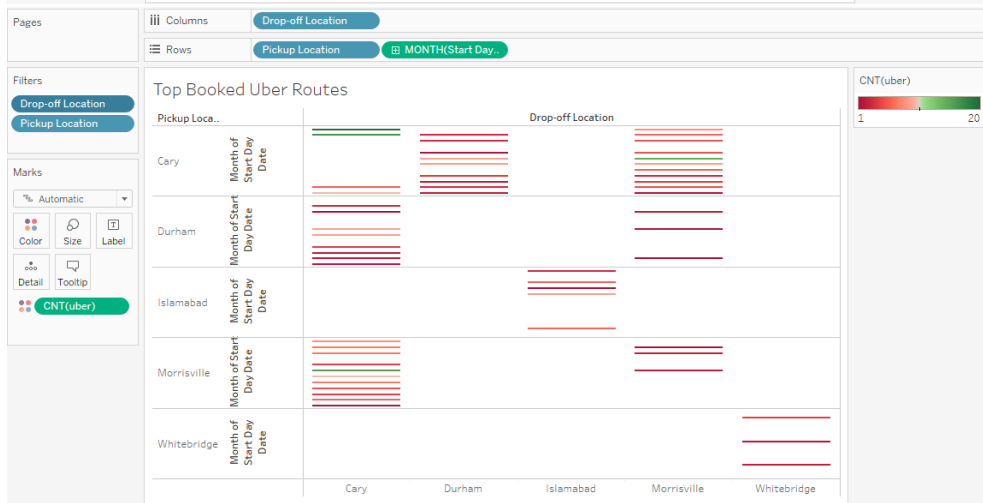 Pages
Columns
Drop-off Location
Rows
Pickup Location
MONTH(Start Day..
Filters
Drop-off Location
Pickup Location
Marks
Automatic
Color
Size
Label
Detail
Tooltip
CNT(uber)
Top Booked Uber Routes
Pickup Loca..
Drop-off Location
Cary
Month of
Start Day
Date
Durham
Month of Start
Day Date
Islamabad
Month of
Start Day
Date
Morrisville
Month of Start
Day Date
Whitebridge
Month of
Start Day
Date
Cary
Durham
Islamabad
Morrisville
Whitebridge
CNT(uber)
1
20